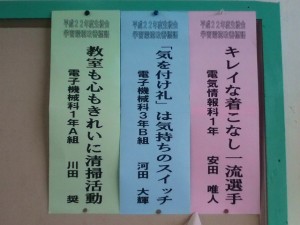 キレイな着こなし一流選手
電気情報科1年 安田 唯人
「気を付け礼」は気持ちのスイッチ
電子機械科3年B組 河田 大輝
教室も心もきれいに清掃活動
電子機械科1年A組 川田 奨